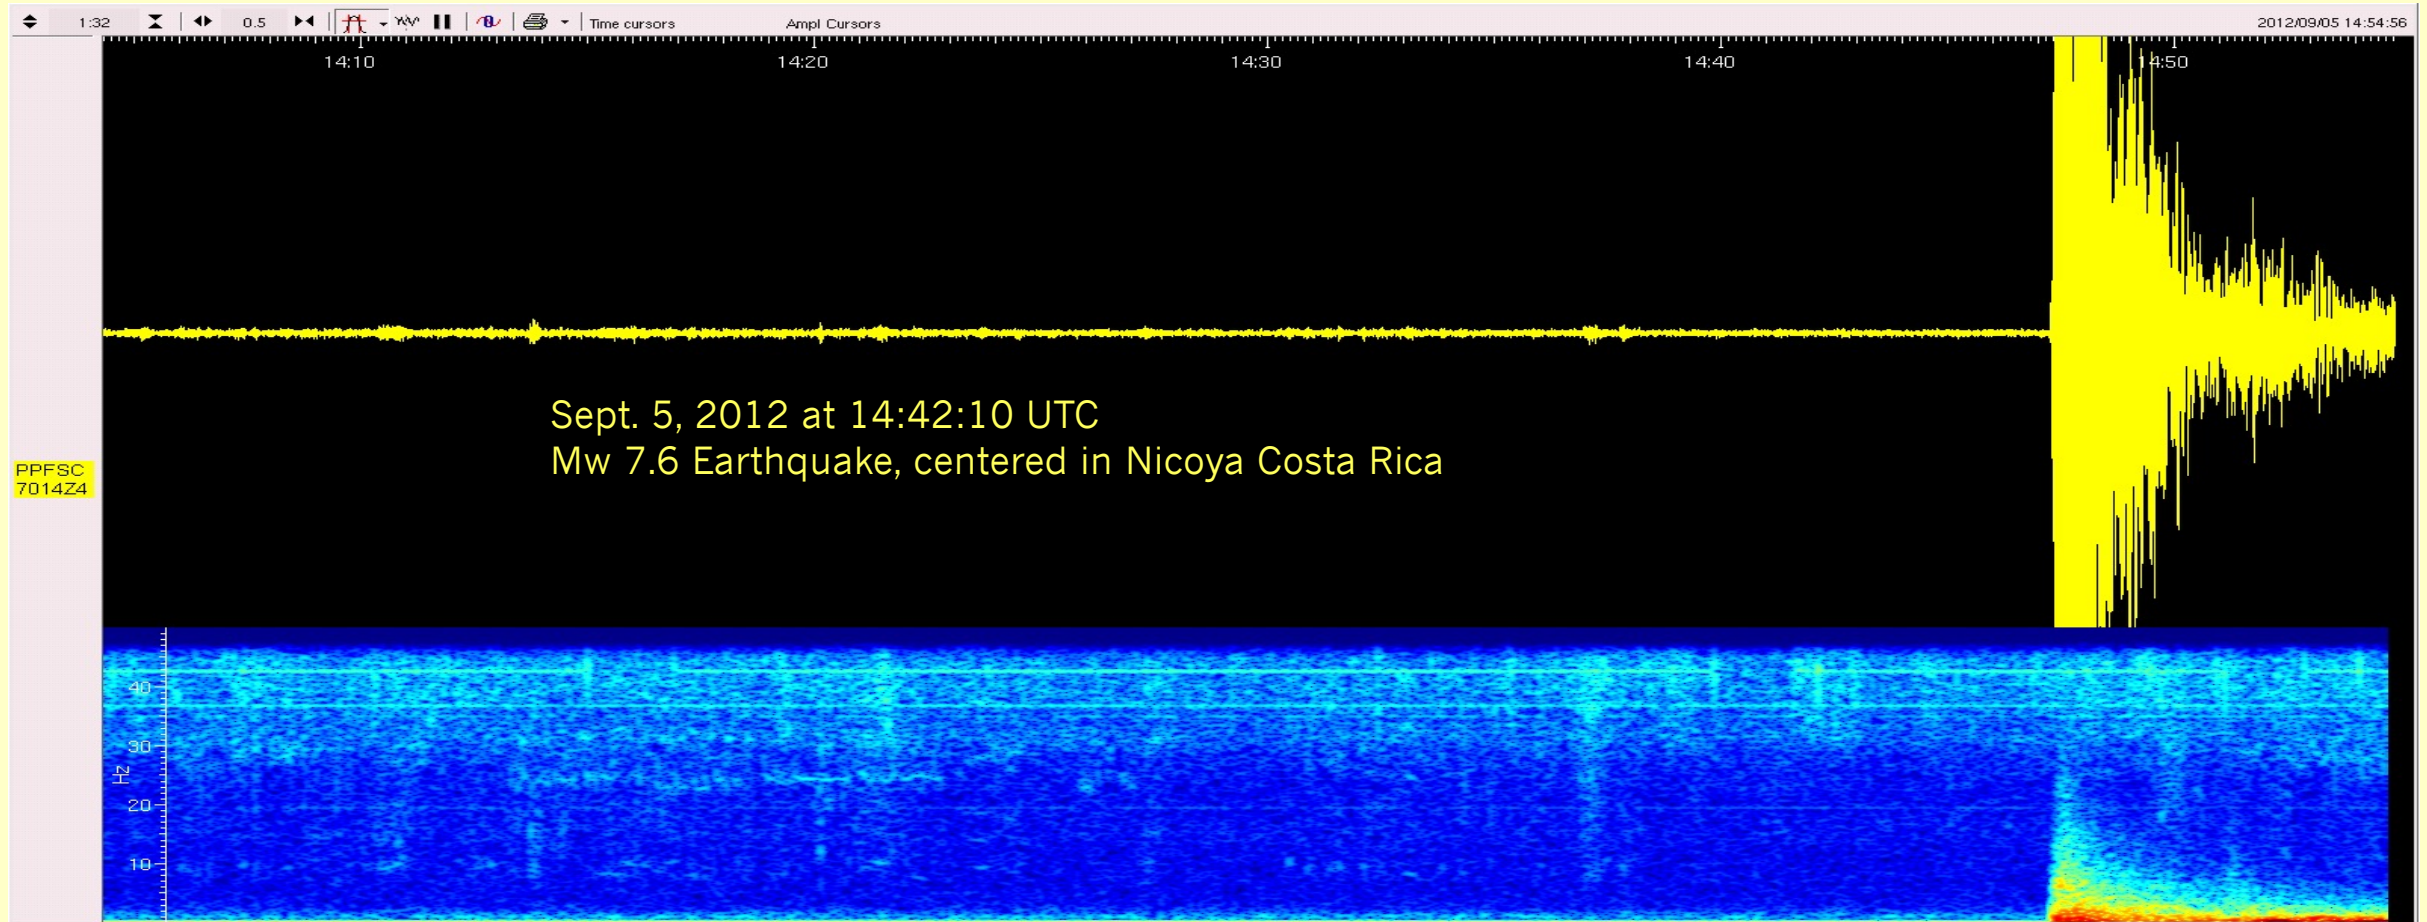 1:32 0.5 Time cursors Ampl Cursors 2012/09/05 14:54:56
14:10 14:20 14:30 14:40 14:50
Sept. 5, 2012 at 14:42:10 UTC
Mw 7.6 Earthquake, centered in Nicoya Costa Rica
PPFSC
7014Z4
40
30
Hz
20
10